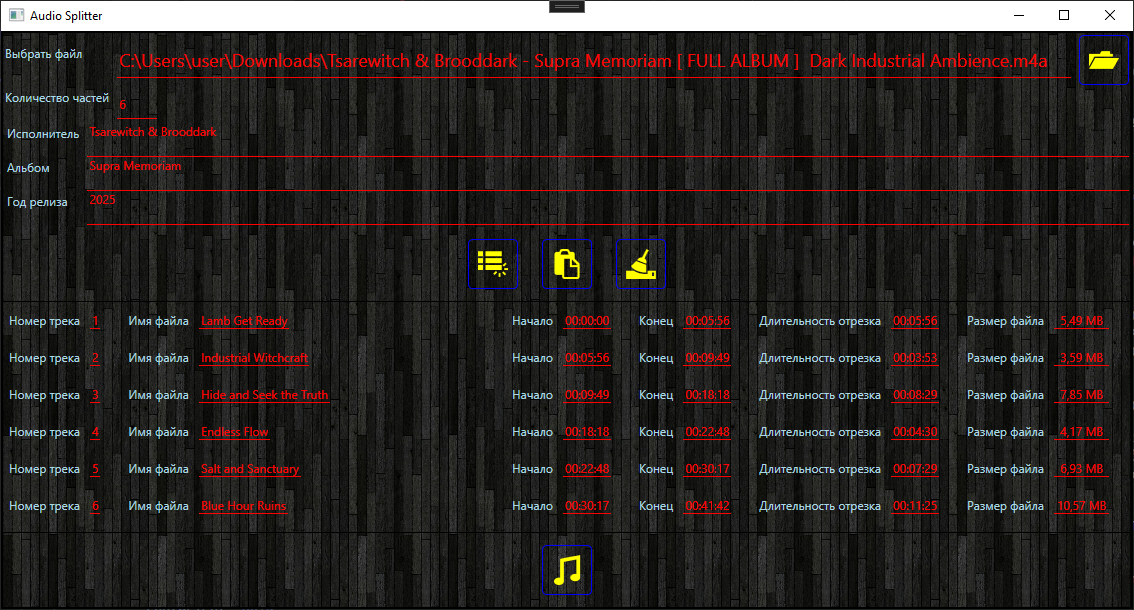 Audio Splitter
Выбрать файл C:\Users\user\Downloads\Tsarewitch & Brooddark - Supra Memoriam [ FULL ALBUM ]  Dark Industrial Ambience.m4a
Количество частей 6
Исполнитель Tsarewitch & Brooddark
Альбом Supra Memoriam
Год релиза 2025
Номер трека 1 Имя файла Lamb Get Ready Начало 00:00:00 Конец 00:05:56 Длительность отрезка 00:05:56 Размер файла 5,49 MB
Номер трека 2 Имя файла Industrial Witchcraft Начало 00:05:56 Конец 00:09:49 Длительность отрезка 00:03:53 Размер файла 3,59 MB
Номер трека 3 Имя файла Hide and Seek the Truth Начало 00:09:49 Конец 00:18:18 Длительность отрезка 00:08:29 Размер файла 7,85 MB
Номер трека 4 Имя файла Endless Flow Начало 00:18:18 Конец 00:22:48 Длительность отрезка 00:04:30 Размер файла 4,17 MB
Номер трека 5 Имя файла Salt and Sanctuary Начало 00:22:48 Конец 00:30:17 Длительность отрезка 00:07:29 Размер файла 6,93 MB
Номер трека 6 Имя файла Blue Hour Ruins Начало 00:30:17 Конец 00:41:42 Длительность отрезка 00:11:25 Размер файла 10,57 MB